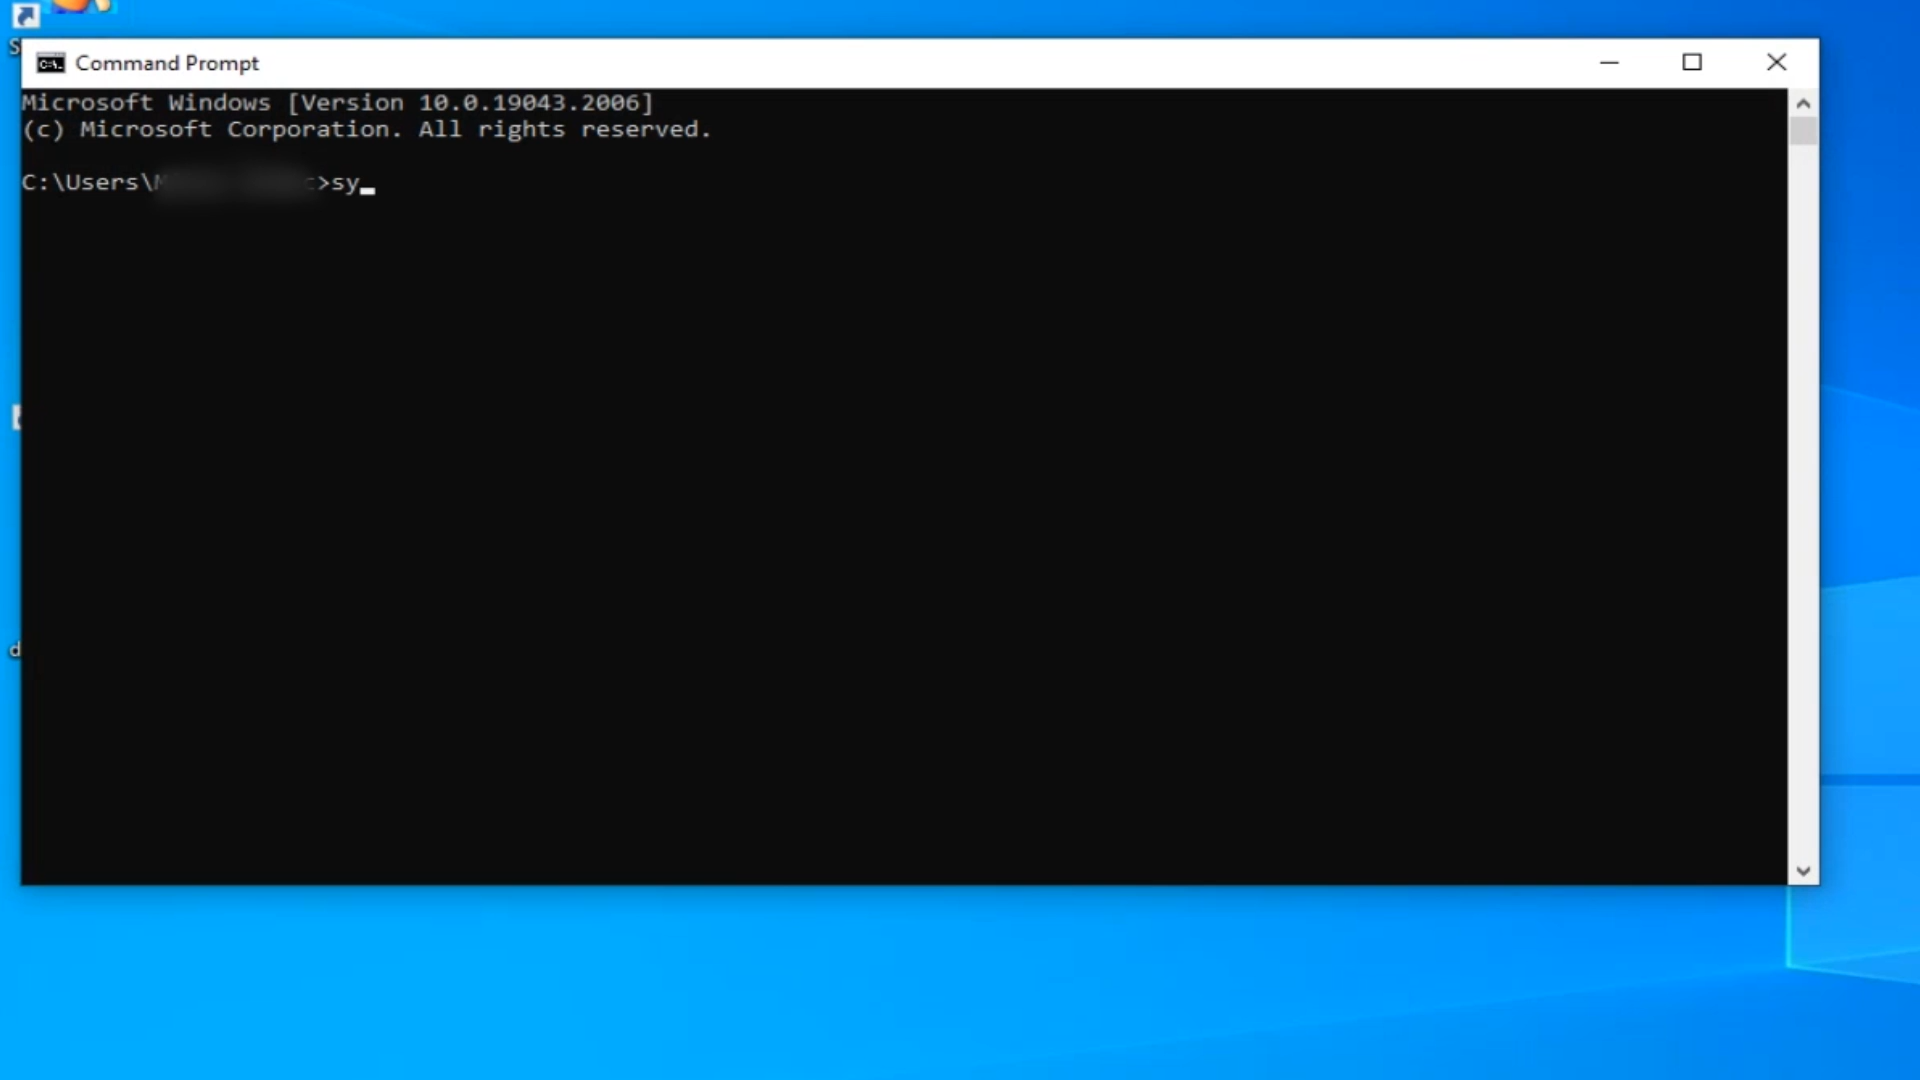 Command Prompt
Microsoft Windows [Version 10.0.19043.2006]
(c) Microsoft Corporation. All rights reserved.
C:\Users\ >sy